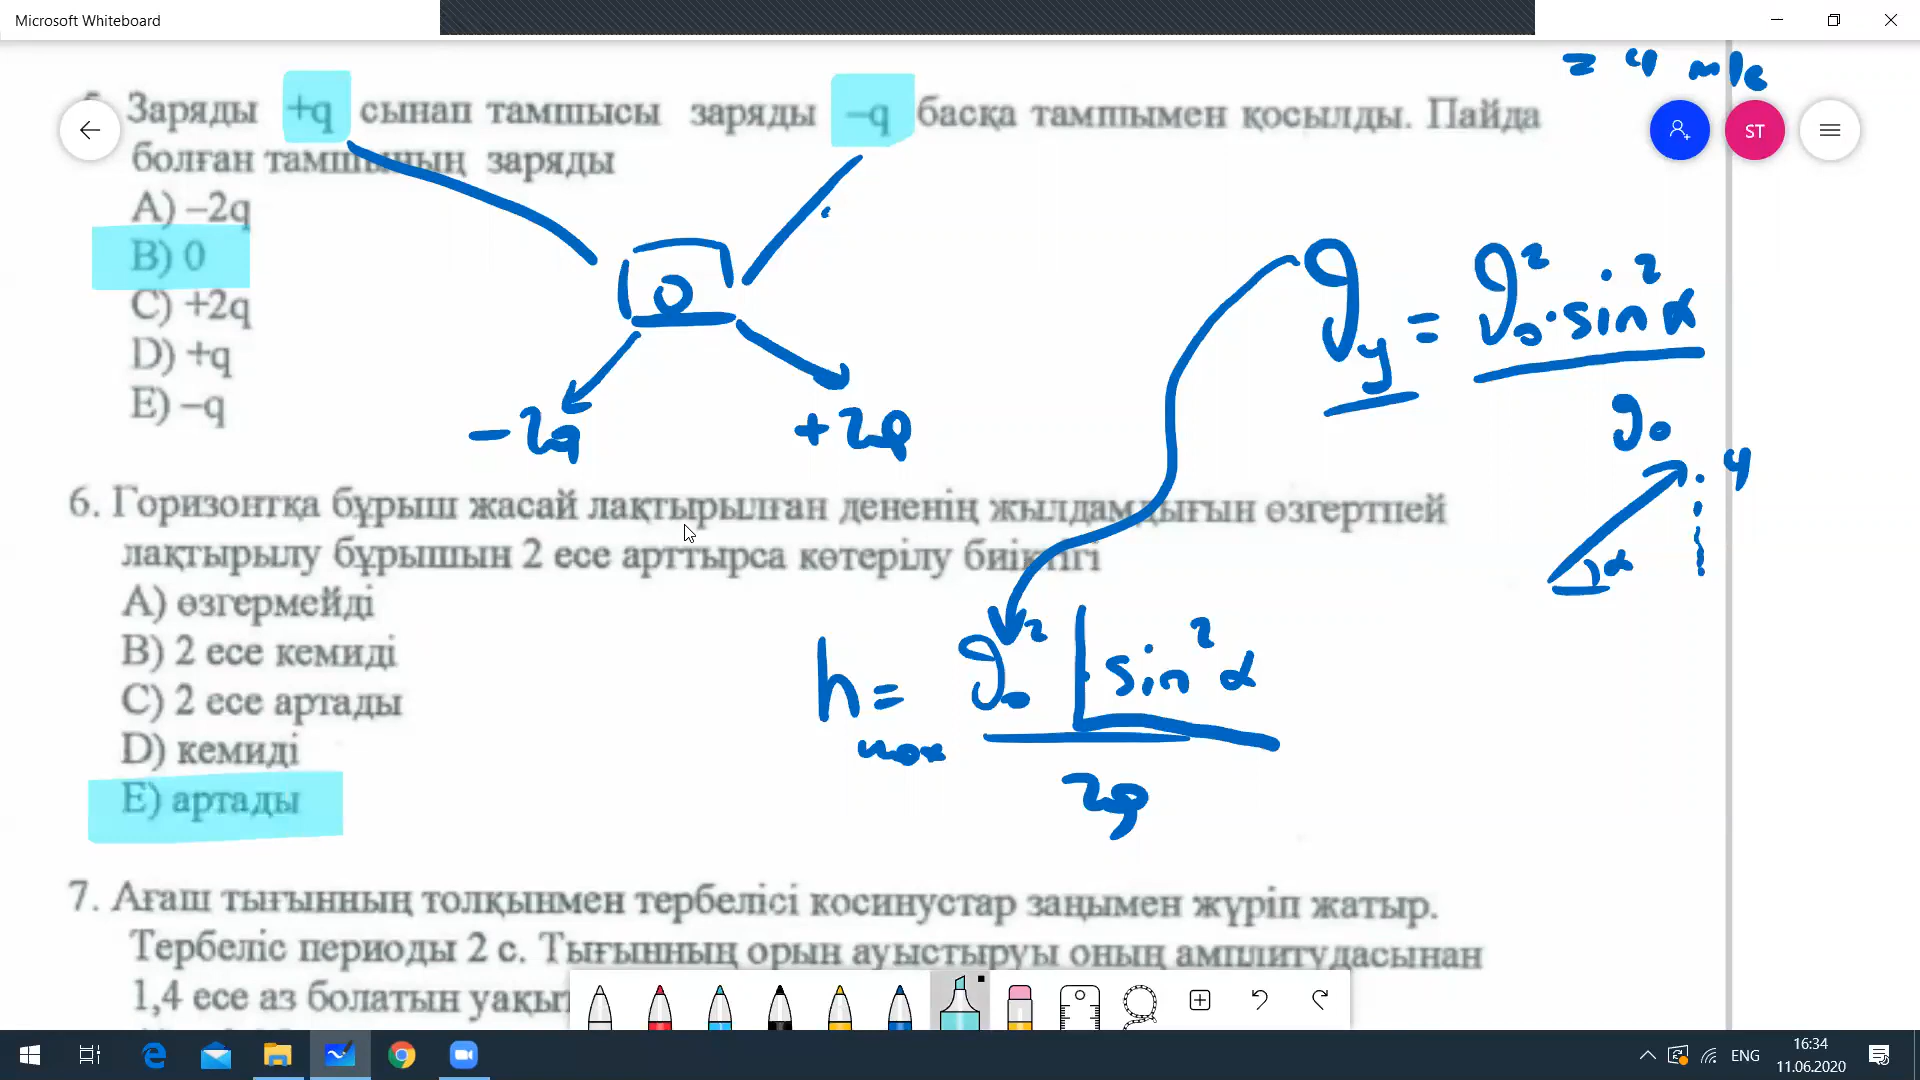 Microsoft Whiteboard
= 4 м/с
Заряды +q сынап тамшысы заряды –q басқа тамшымен қосылды. Пайда
болған тамшының заряды
ST
A) –2q
B) 0
C) +2q
D) +q
E) –q
0
-2q
+2q
ϑy = ϑ₀²·sin²α
g₀
4
α
6. Горизонтқа бұрыш жасай лақтырылған дененің жылдамдығын өзгертпей
лақтырылу бұрышын 2 есе арттырса көтерілу биіктігі
A) өзгермейді
B) 2 есе кемиді
C) 2 есе артады
D) кемиді
E) артады
h max = ϑ₀² · sin²α
2g
7. Ағаш тығынның толқынмен тербелісі косинустар заңымен жүріп жатыр.
Тербеліс периоды 2 с. Тығынның орын ауыстыруы оның амплитудасынан
1,4 есе аз болатын уақыт
ENG
16:34
11.06.2020